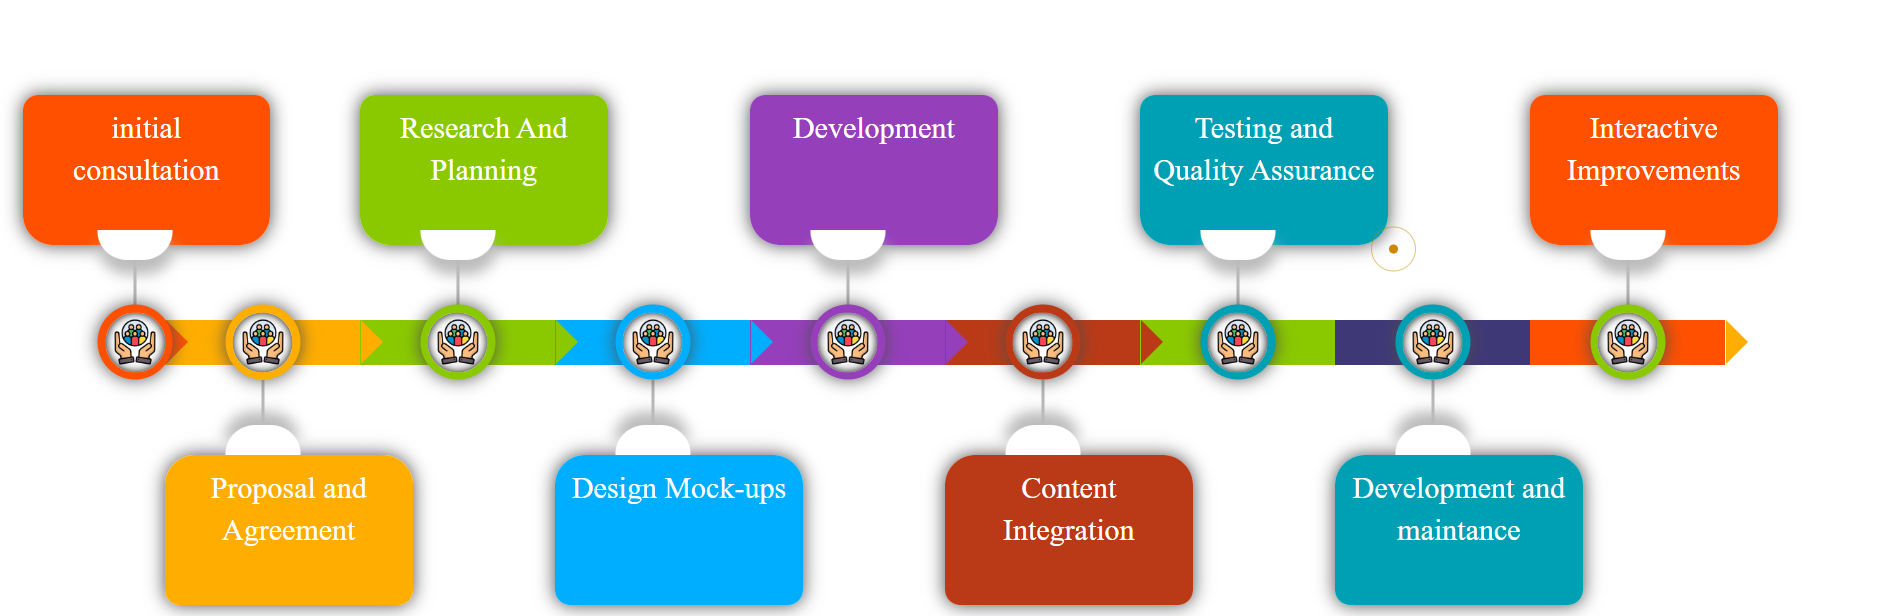 initial
consultation
Research And
Planning
Development
Testing and
Quality Assurance
Interactive
Improvements
Proposal and
Agreement
Design Mock-ups
Content
Integration
Development and
maintance